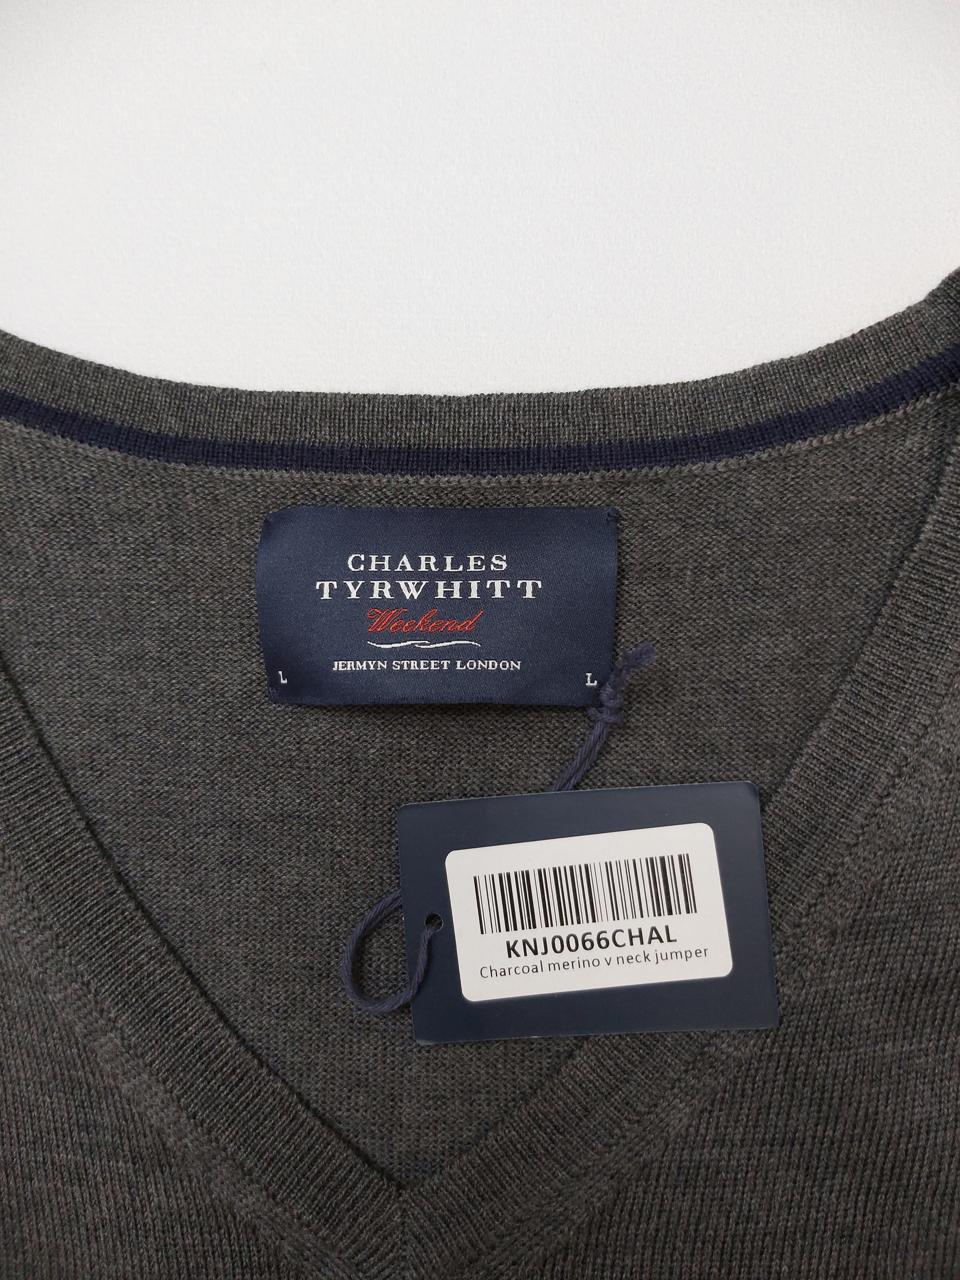 CHARLES
TYRWHITT
Weekend
JERMYN STREET LONDON
L L
KNJ0066CHAL
Charcoal merino v neck jumper